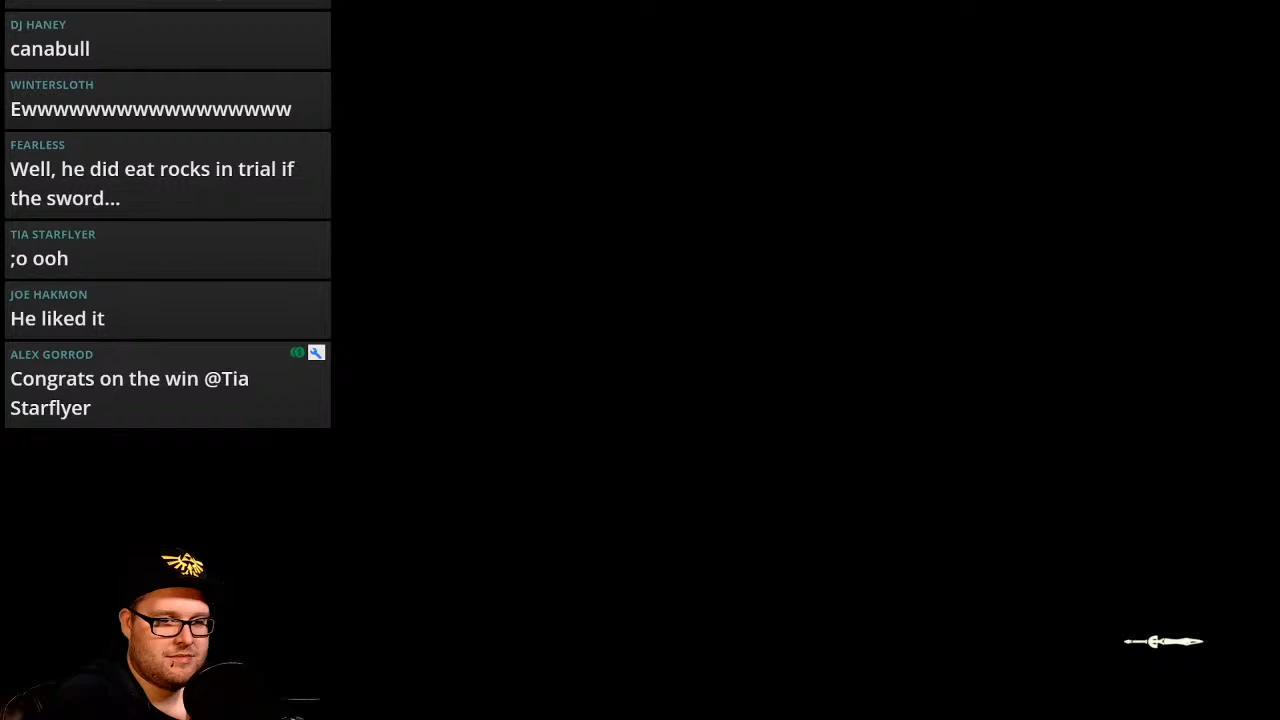 DJ HANEY
canabull
WINTERSLOTH
Ewwwwwwwwwwwwwwwww
FEARLESS
Well, he did eat rocks in trial if
the sword...
TIA STARFLYER
;o ooh
JOE HAKMON
He liked it
ALEX GORROD
Congrats on the win @Tia
Starflyer